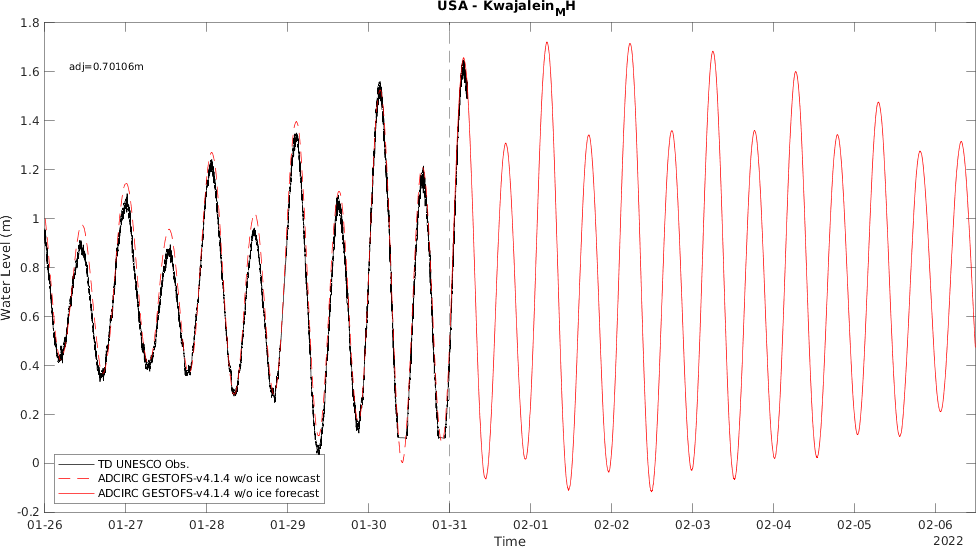 USA - Kwajalein_MH
adj=0.70106m
1.8
1.6
1.4
1.2
1
0.8
0.6
0.4
0.2
0
-0.2
Water Level (m)
TD UNESCO Obs.
ADCIRC GESTOFS-v4.1.4 w/o ice nowcast
ADCIRC GESTOFS-v4.1.4 w/o ice forecast
01-26 01-27 01-28 01-29 01-30 01-31 02-01 02-02 02-03 02-04 02-05 02-06
Time
2022